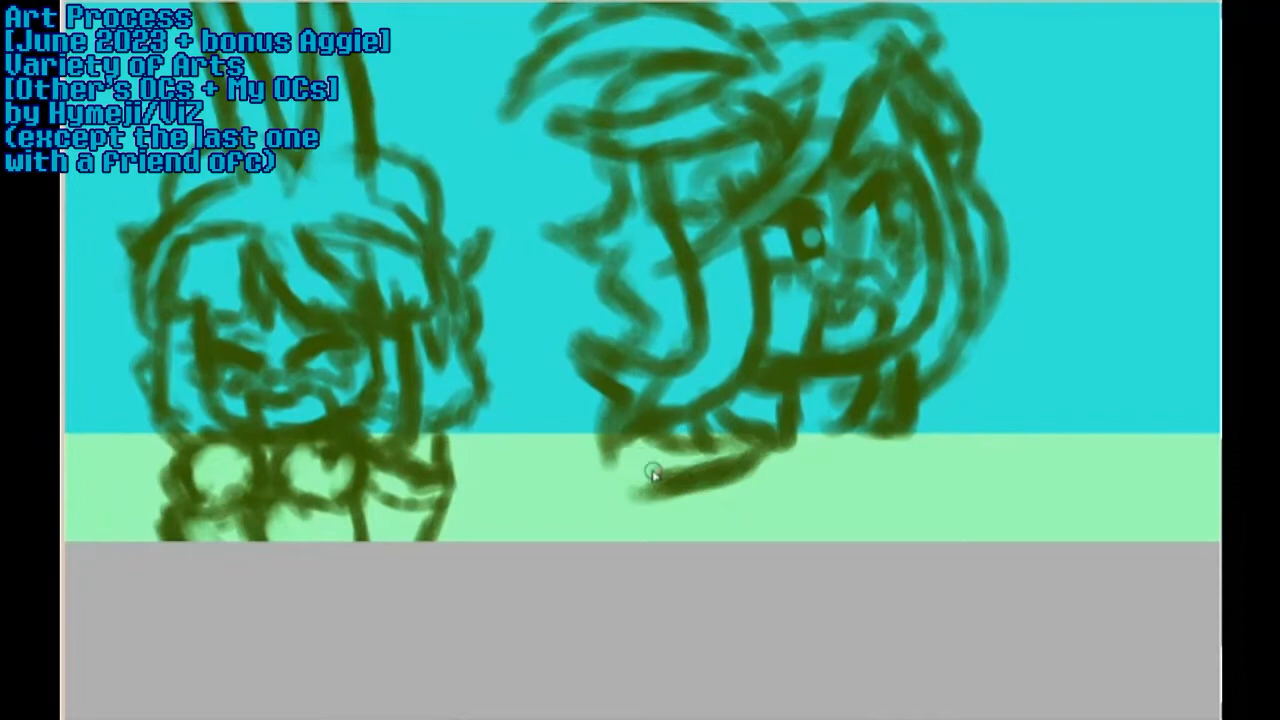 Art Process
[June 2023 + bonus Aggie]
Variety of Arts
[Other's OCs + My OCs]
by Hymeji/ViZ
(except the last one
with a friend ofc)